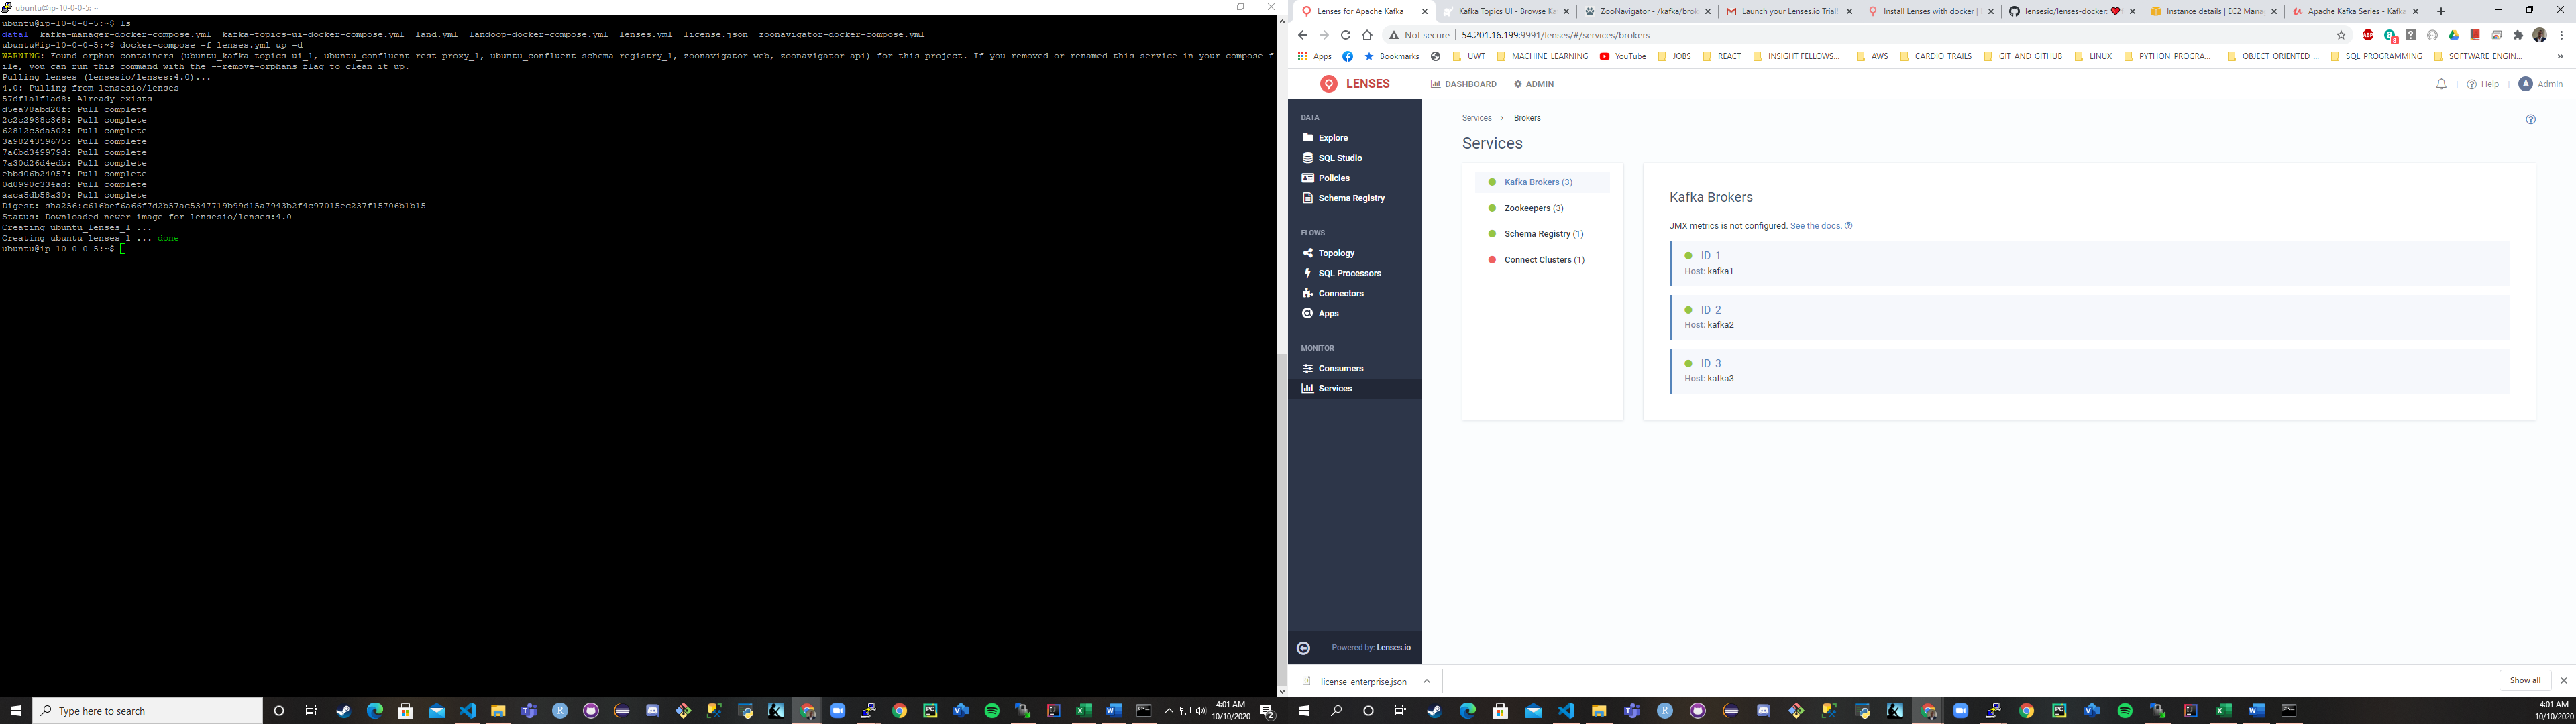 ubuntu@ip-10-0-0-5: ~
ubuntu@ip-10-0-0-5:~$ ls
data1 kafka-manager-docker-compose.yml kafka-topics-ui-docker-compose.yml land.yml landoop-docker-compose.yml lenses.yml license.json zoonavigator-docker-compose.yml
ubuntu@ip-10-0-0-5:~$ docker-compose -f lenses.yml up -d
WARNING: Found orphan containers (ubuntu_kafka-topics-ui_1, ubuntu_confluent-rest-proxy_1, ubuntu_confluent-schema-registry_1, zoonavigator-web, zoonavigator-api) for this project. If you removed or renamed this service in your compose f
ile, you can run this command with the --remove-orphans flag to clean it up.
Pulling lenses (lensesio/lenses:4.0)...
4.0: Pulling from lensesio/lenses
57df1a1f1ad8: Already exists
d5ea78abd20f: Pull complete
2c2c2988c368: Pull complete
62812c3da502: Pull complete
3a9824359675: Pull complete
7a6bd349979d: Pull complete
7a30d26d4edb: Pull complete
ebbd06b24057: Pull complete
0d0990c334ad: Pull complete
aaca5db58a30: Pull complete
Digest: sha256:c616bef6a66f7d2b57ac5347719b99d15a7943b2f4c97015ec237f15706b1b15
Status: Downloaded newer image for lensesio/lenses:4.0
Creating ubuntu_lenses_1 ...
Creating ubuntu_lenses_1 ... done
ubuntu@ip-10-0-0-5:~$
Type here to search
4:01 AM
10/10/2020
2
Lenses for Apache Kafka
Kafka Topics UI - Browse Ka
ZooNavigator - /kafka/brok
Launch your Lenses.io Trial!
Install Lenses with docker |
lensesio/lenses-docker:
Instance details | EC2 Mana
Apache Kafka Series - Kafka
Not secure
54.201.16.199:9991/lenses/#/services/brokers
Apps
Bookmarks
UWT
MACHINE_LEARNING
YouTube
JOBS
REACT
INSIGHT FELLOWS...
AWS
CARDIO_TRAILS
GIT_AND_GITHUB
LINUX
PYTHON_PROGRA...
OBJECT_ORIENTED_...
SQL_PROGRAMMING
SOFTWARE_ENGIN...
LENSES
DASHBOARD
ADMIN
Help
A
Admin
DATA
Explore
SQL Studio
Policies
Schema Registry
FLOWS
Topology
SQL Processors
Connectors
Apps
MONITOR
Consumers
Services
Powered by: Lenses.io
Services > Brokers
Services
Kafka Brokers (3)
Zookeepers (3)
Schema Registry (1)
Connect Clusters (1)
Kafka Brokers
JMX metrics is not configured. See the docs.
ID 1
Host: kafka1
ID 2
Host: kafka2
ID 3
Host: kafka3
license_enterprise.json
Show all
4:01 AM
10/10/2020